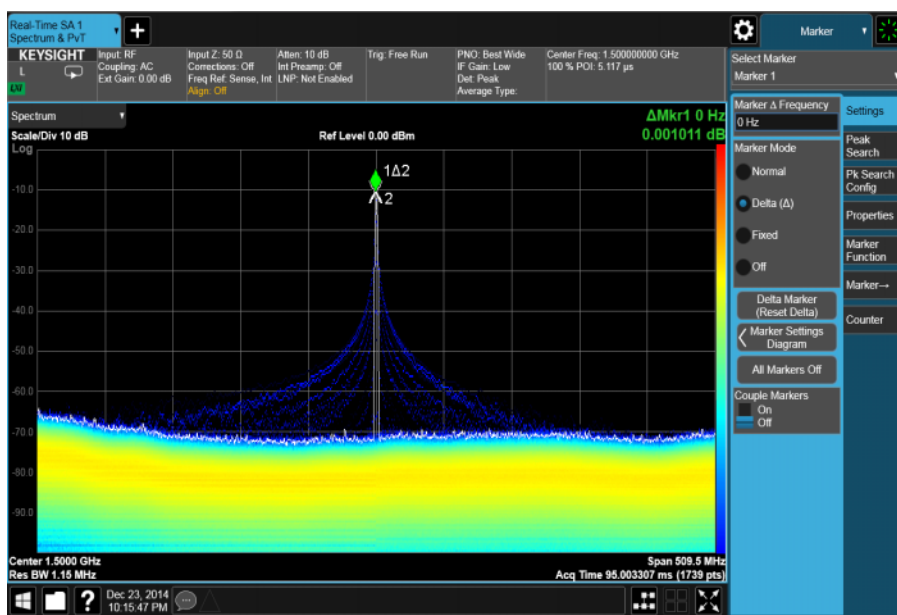 Real-Time SA 1
Spectrum & PvT
Marker
KEYSIGHT
L
LXI
Input: RF
Coupling: AC
Ext Gain: 0.00 dB
Input Z: 50 Ω
Corrections: Off
Freq Ref: Sense, Int
Align: Off
Atten: 10 dB
Int Preamp: Off
LNP: Not Enabled
Trig: Free Run
PNO: Best Wide
IF Gain: Low
Det: Peak
Average Type:
Center Freq: 1.500000000 GHz
100 % POI: 5.117 µs
Select Marker
Marker 1
Spectrum
Scale/Div 10 dB
Log
Ref Level 0.00 dBm
ΔMkr1 0 Hz
0.001011 dB
1Δ2
2
-10.0
-20.0
-30.0
-40.0
-50.0
-60.0
-70.0
-80.0
-90.0
Center 1.5000 GHz
Res BW 1.15 MHz
Span 509.5 MHz
Acq Time 95.003307 ms (1739 pts)
Marker Δ Frequency
0 Hz
Marker Mode
Normal
Delta (Δ)
Fixed
Off
Delta Marker
(Reset Delta)
Marker Settings
Diagram
All Markers Off
Couple Markers
On
Off
Settings
Peak
Search
Pk Search
Config
Properties
Marker
Function
Marker→
Counter
?
Dec 23, 2014
10:15:47 PM